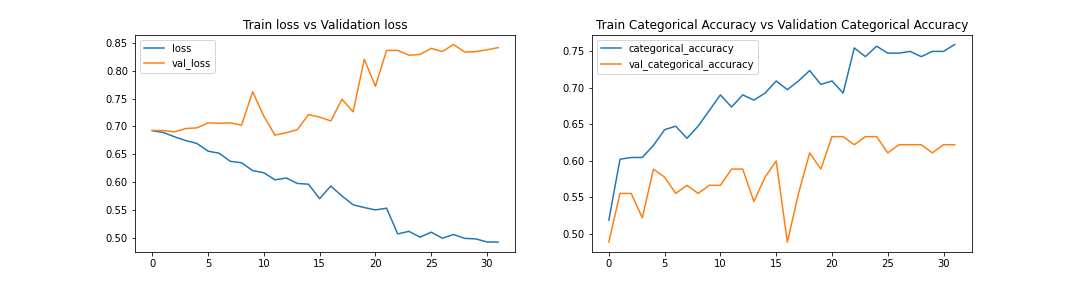 Train loss vs Validation loss
loss
val_loss
0.85
0.80
0.75
0.70
0.65
0.60
0.55
0.50
0 5 10 15 20 25 30
Train Categorical Accuracy vs Validation Categorical Accuracy
categorical_accuracy
val_categorical_accuracy
0.75
0.70
0.65
0.60
0.55
0.50
0 5 10 15 20 25 30